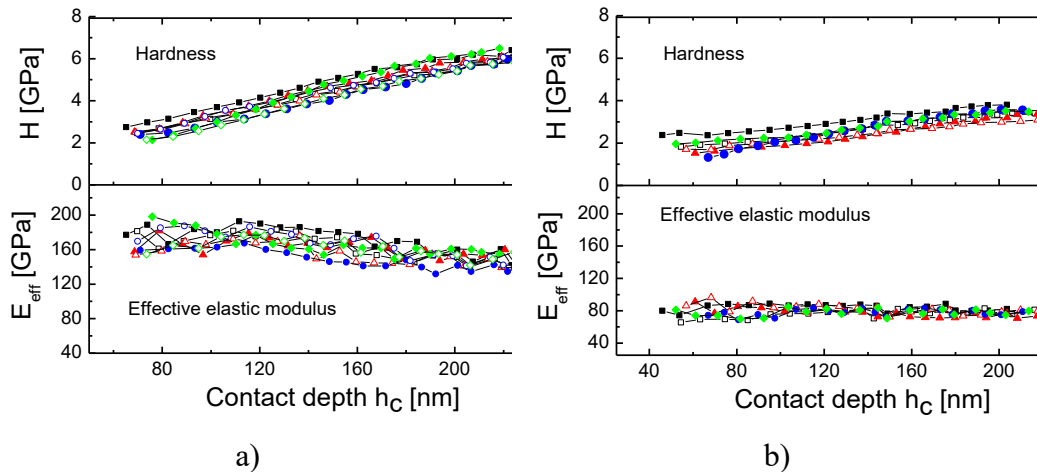 8
6
4
2
0
H [GPa]
Hardness
200
160
120
80
40
E_eff [GPa]
Effective elastic modulus
40 80 120 160 200
Contact depth h_C [nm]
a)
8
6
4
2
0
H [GPa]
Hardness
200
160
120
80
40
E_eff [GPa]
Effective elastic modulus
40 80 120 160 200
Contact depth h_C [nm]
b)